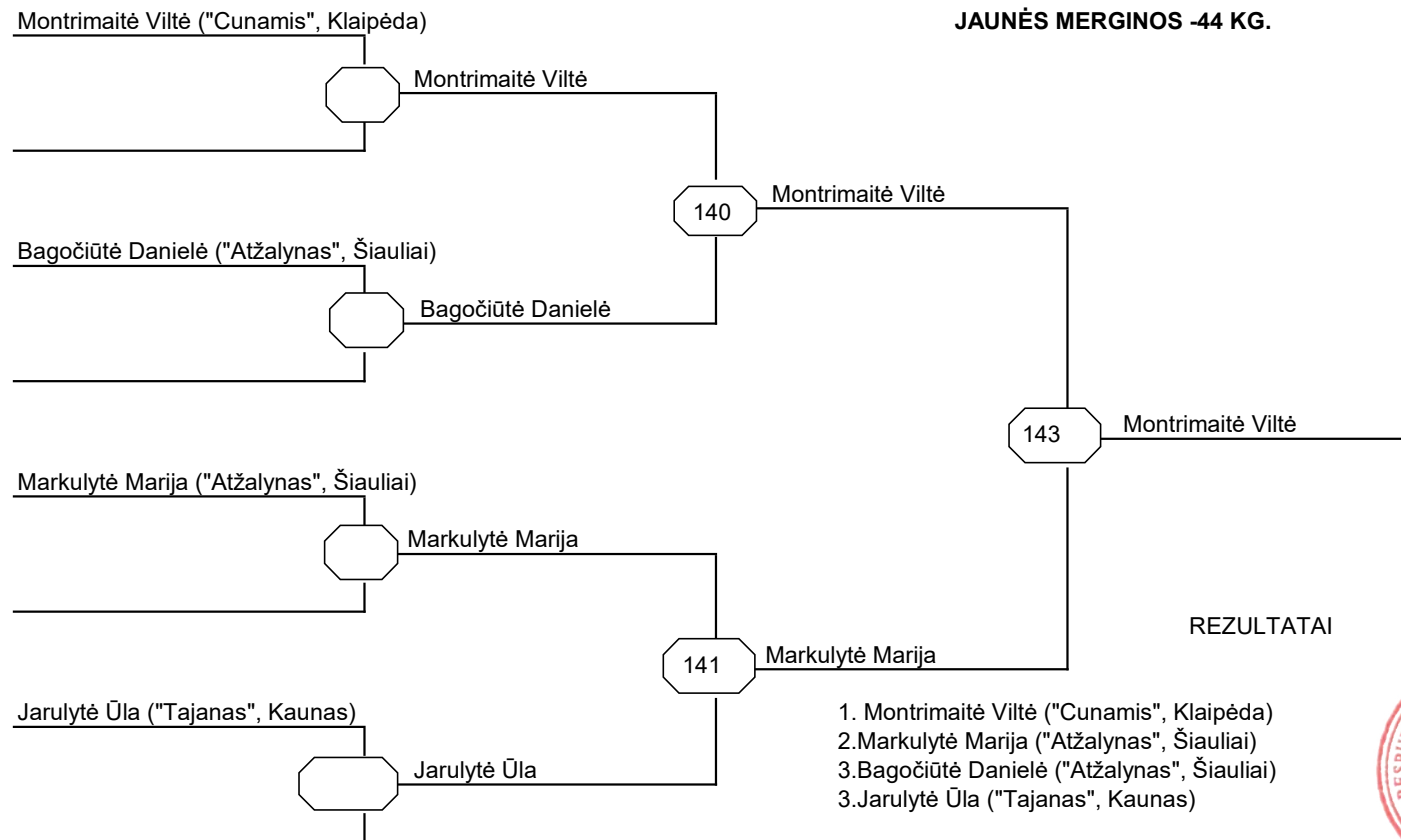 Montrimaitė Viltė ("Cunamis", Klaipėda)
JAUNĖS MERGINOS -44 KG.
Montrimaitė Viltė
140
Montrimaitė Viltė
Bagočiūtė Danielė ("Atžalynas", Šiauliai)
Bagočiūtė Danielė
143
Montrimaitė Viltė
Markulytė Marija ("Atžalynas", Šiauliai)
Markulytė Marija
141
Markulytė Marija
Jarulytė Ūla ("Tajanas", Kaunas)
Jarulytė Ūla
REZULTATAI
1. Montrimaitė Viltė ("Cunamis", Klaipėda)
2.Markulytė Marija ("Atžalynas", Šiauliai)
3.Bagočiūtė Danielė ("Atžalynas", Šiauliai)
3.Jarulytė Ūla ("Tajanas", Kaunas)